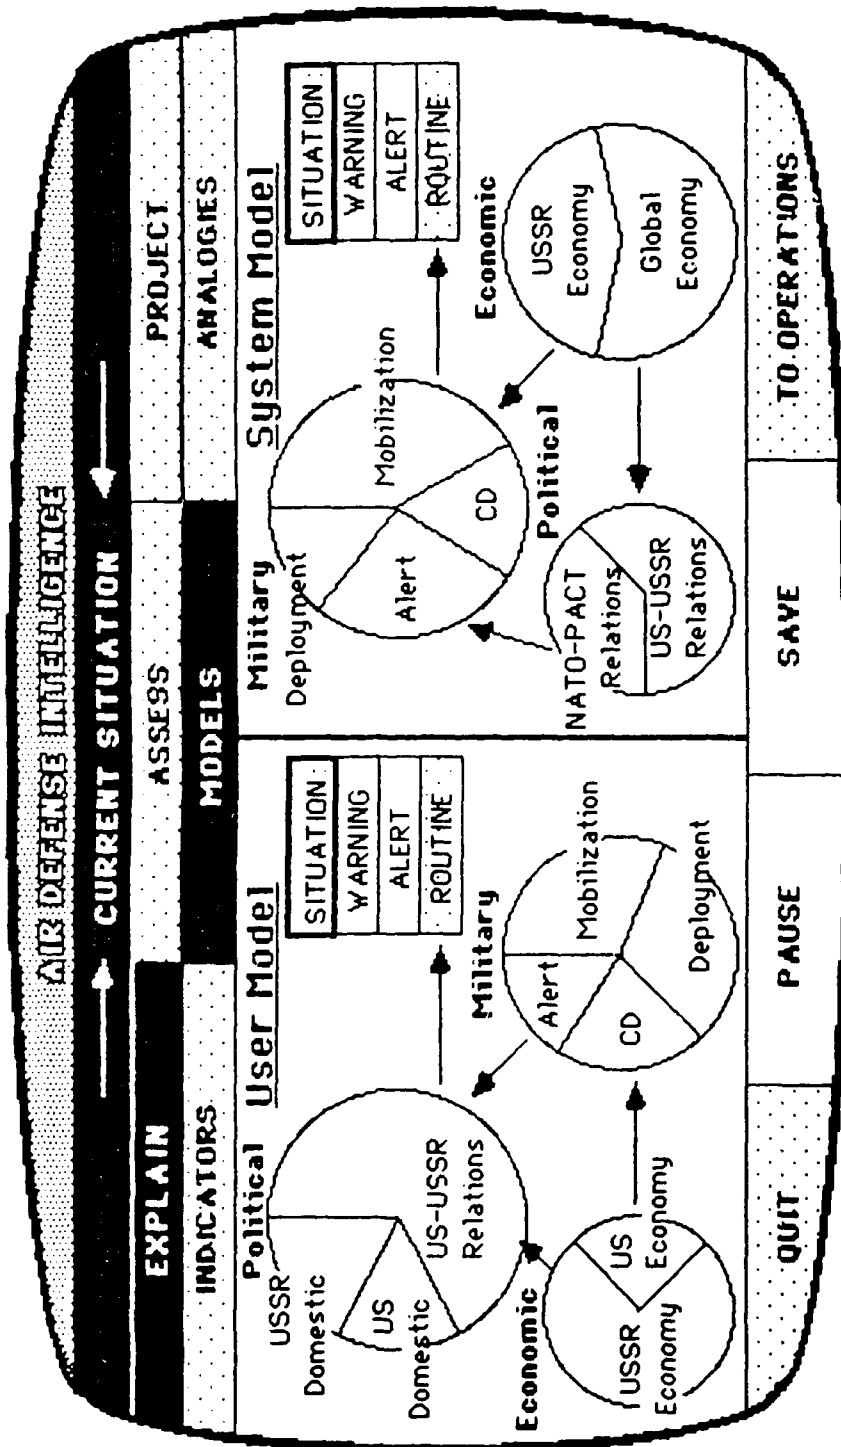 AIR DEFENSE INTELLIGENCE
CURRENT SITUATION
EXPLAIN
ASSESS
PROJECT
INDICATORS
MODELS
ANALOGIES
User Model
Political
USSR
Domestic
US
Domestic
US-USSR
Relations
SITUATION
WARNING
ALERT
ROUTINE
Military
Alert
Mobilization
CD
Deployment
Economic
USSR
Economy
US
Economy
System Model
Military
Deployment
Mobilization
Alert
CD
SITUATION
WARNING
ALERT
ROUTINE
Political
NATO-PACT
Relations
US-USSR
Relations
Economic
USSR
Economy
Global
Economy
QUIT
PAUSE
SAVE
TO OPERATIONS